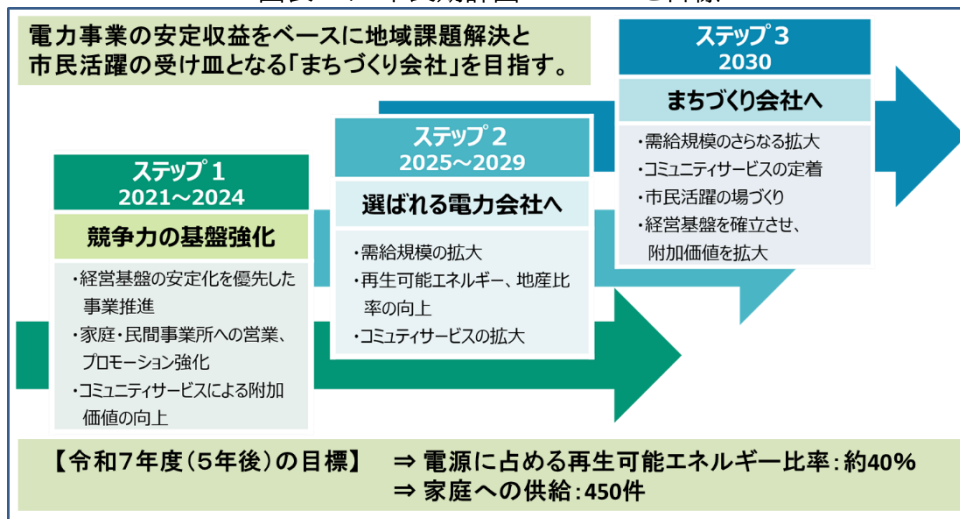 電力事業の安定収益をベースに地域課題解決と
市民活躍の受け皿となる「まちづくり会社」を目指す。
ステップ1
2021～2024
競争力の基盤強化
・経営基盤の安定化を優先した
事業推進
・家庭・民間事業所への営業、
プロモーション強化
・コミュニティサービスによる附加
価値の向上
ステップ2
2025～2029
選ばれる電力会社へ
・需給規模の拡大
・再生可能エネルギー、地産比
率の向上
・コミュティサービスの拡大
ステップ3
2030
まちづくり会社へ
・需給規模のさらなる拡大
・コミュニティサービスの定着
・市民活躍の場づくり
・経営基盤を確立させ、
附加価値を拡大
【令和7年度(5年後)の目標】 ⇒ 電源に占める再生可能エネルギー比率:約40%
⇒ 家庭への供給:450件